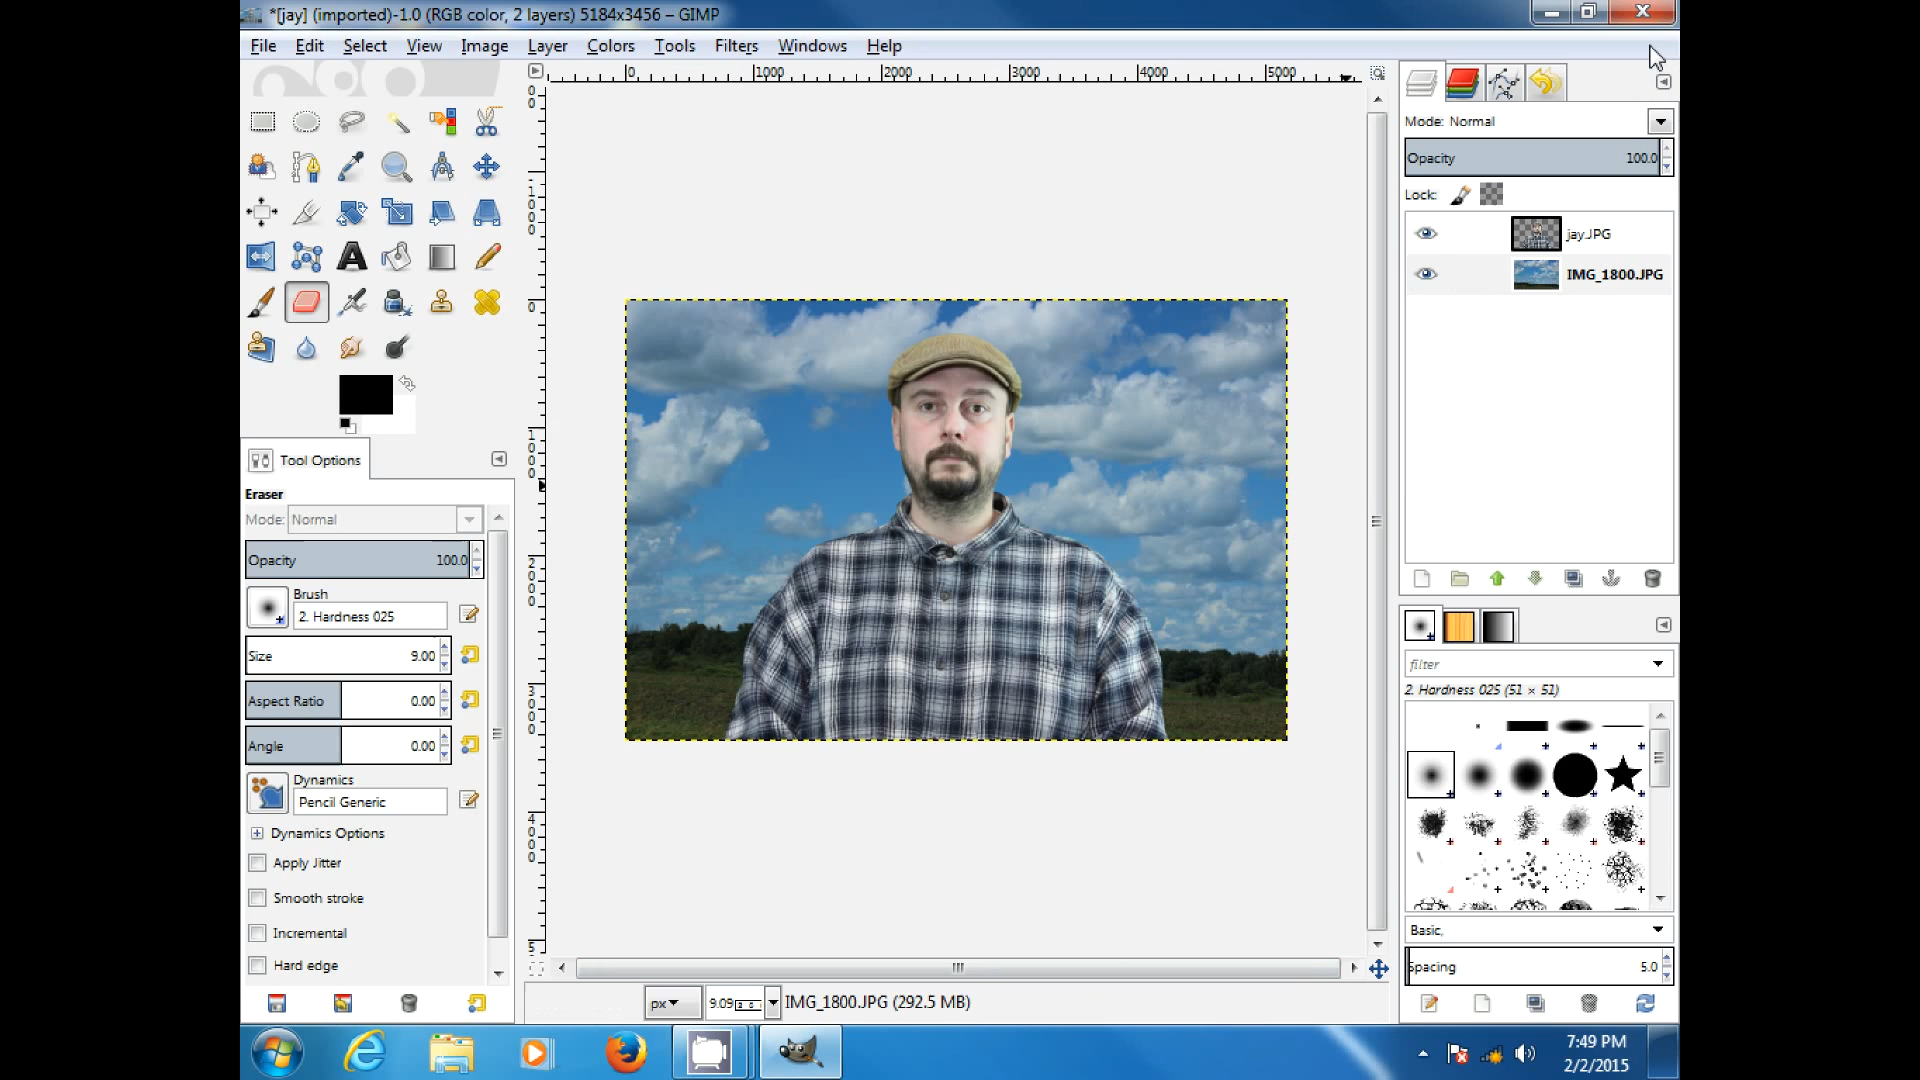 *[jay] (imported)-1.0 (RGB color, 2 layers) 5184x3456 – GIMP
File Edit Select View Image Layer Colors Tools Filters Windows Help
0 1000 2000 3000 4000 5000
Mode: Normal
Opacity 100.0
Lock:
jay.JPG
IMG_1800.JPG
Tool Options
Eraser
Mode: Normal
Opacity 100.0
Brush
2. Hardness 025
Size 9.00
Aspect Ratio 0.00
Angle 0.00
Dynamics
Pencil Generic
Dynamics Options
Apply Jitter
Smooth stroke
Incremental
Hard edge
filter
2. Hardness 025 (51 × 51)
Basic,
Spacing 5.0
px 9.09 IMG_1800.JPG (292.5 MB)
7:49 PM
2/2/2015